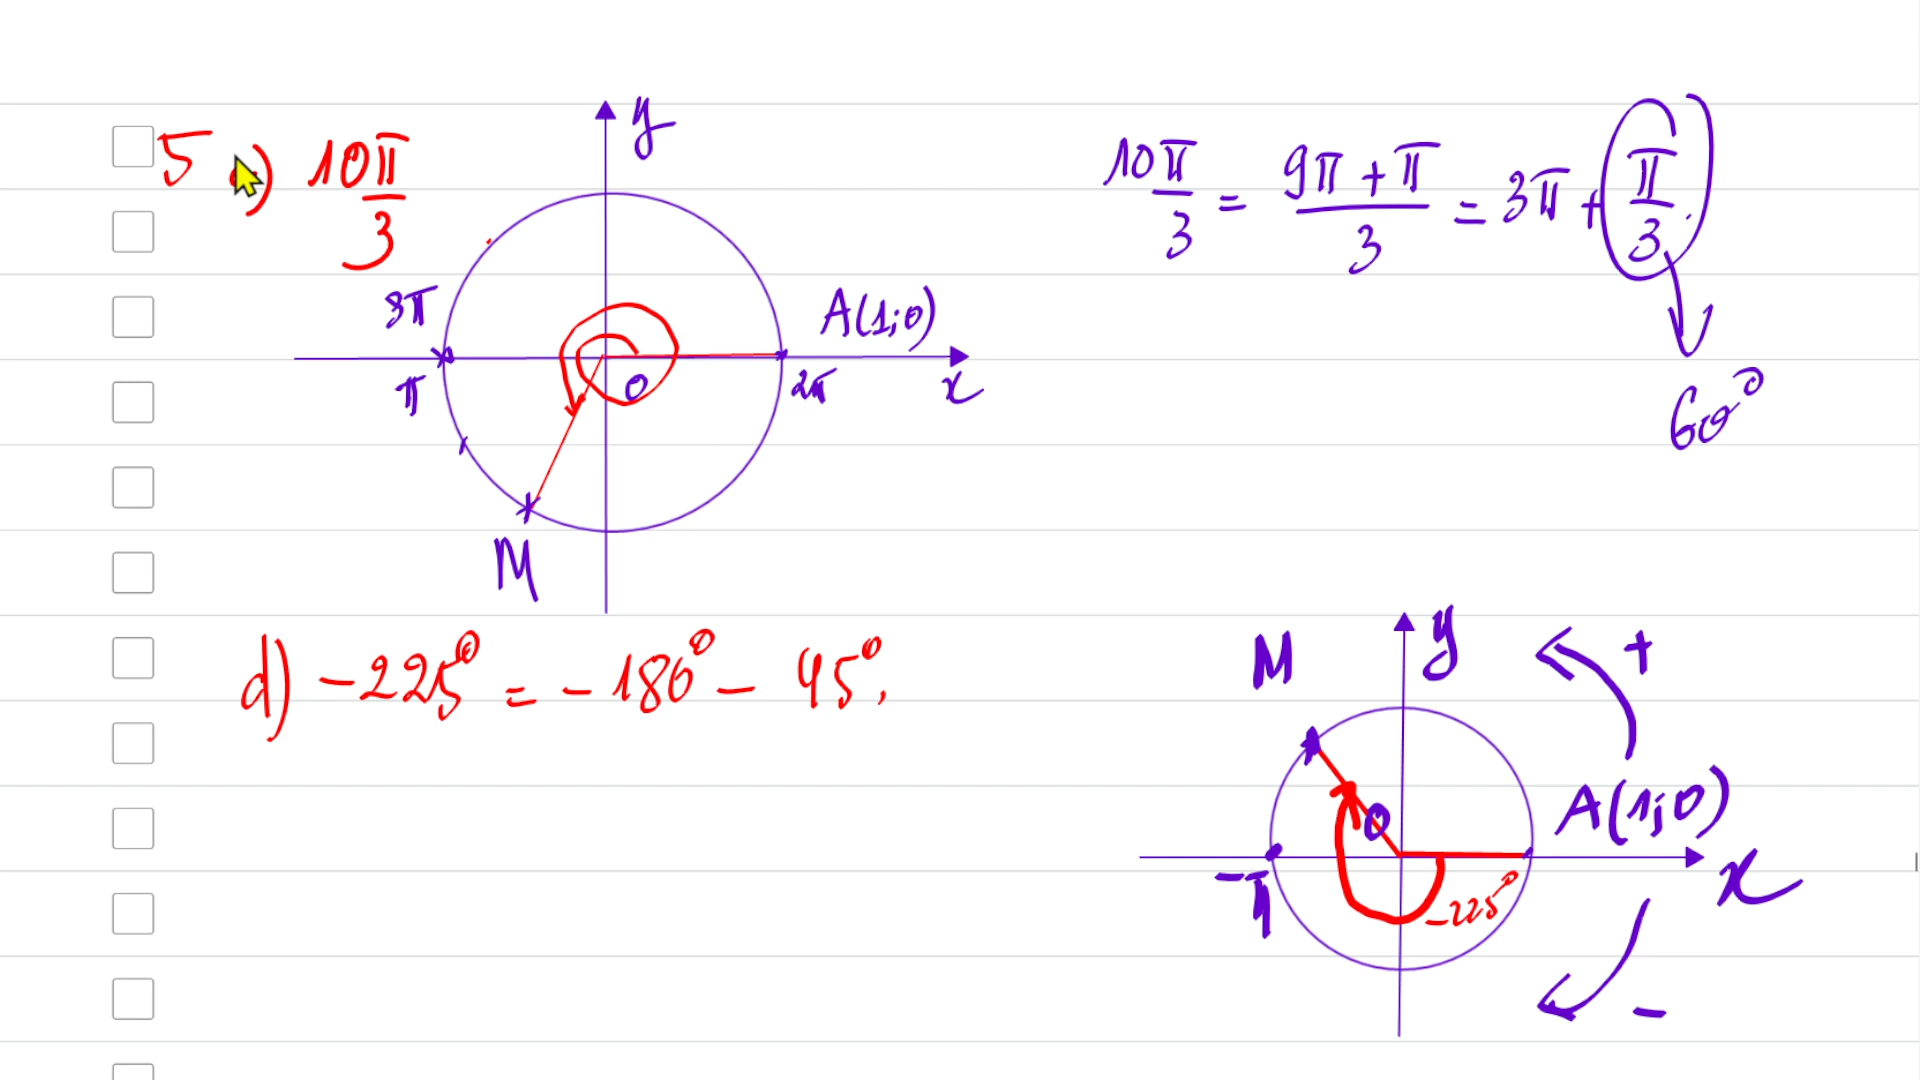 5
10π/3
y
3π
π
O
A(1;0)
2π
x
M
10π/3 = 9π + π/3 = 3π + π/3
60°
d) -225° = -180° - 45°.
M
y
+
O
A(1;0)
-π
-225°
x
-